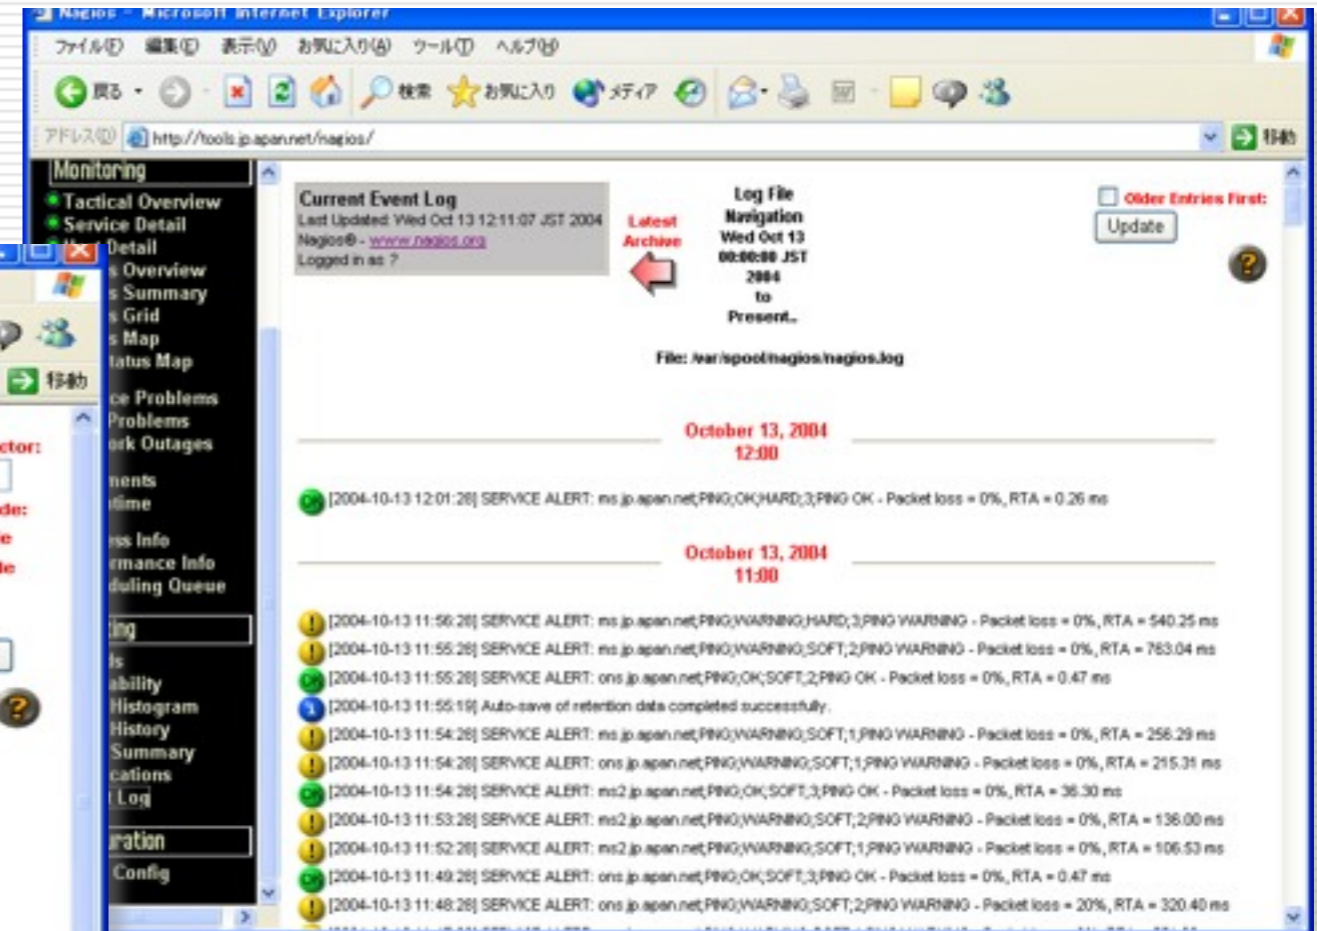 Nagios - Microsoft Internet Explorer
ファイル(F) 編集(E) 表示(V) お気に入り(A) ツール(T) ヘルプ(H)
戻る 検索 お気に入り メディア
アドレス(D) http://tools.jp.apan.net/nagios/ 移動
Monitoring
Tactical Overview
Service Detail
Detail
Overview
Summary
Grid
Map
tatus Map
ce Problems
Problems
ork Outages
ments
time
ess Info
rmance Info
duling Queue
ting
ls
ability
Histogram
History
Summary
cations
Log
ration
Config
移動
ctor:
de:
le
Current Event Log
Last Updated: Wed Oct 13 12:11:07 JST 2004
Nagios® - www.nagios.org
Logged in as ?
Latest
Archive
Log File
Navigation
Wed Oct 13
00:00:00 JST
2004
to
Present..
File: /var/spool/nagios/nagios.log
Older Entries First:
Update
October 13, 2004
12:00
OK [2004-10-13 12:01:28] SERVICE ALERT: ms.jp.apan.net;PING;OK;HARD;3;PING OK - Packet loss = 0%, RTA = 0.26 ms
October 13, 2004
11:00
! [2004-10-13 11:56:28] SERVICE ALERT: ms.jp.apan.net;PING;WARNING;HARD;3;PING WARNING - Packet loss = 0%, RTA = 540.25 ms
! [2004-10-13 11:55:28] SERVICE ALERT: ms.jp.apan.net;PING;WARNING;SOFT;2;PING WARNING - Packet loss = 0%, RTA = 763.04 ms
OK [2004-10-13 11:55:28] SERVICE ALERT: ons.jp.apan.net;PING;OK;SOFT;2;PING OK - Packet loss = 0%, RTA = 0.47 ms
[2004-10-13 11:55:19] Auto-save of retention data completed successfully.
! [2004-10-13 11:54:28] SERVICE ALERT: ms.jp.apan.net;PING;WARNING;SOFT;1;PING WARNING - Packet loss = 0%, RTA = 256.29 ms
! [2004-10-13 11:54:28] SERVICE ALERT: ons.jp.apan.net;PING;WARNING;SOFT;1;PING WARNING - Packet loss = 0%, RTA = 215.31 ms
OK [2004-10-13 11:54:28] SERVICE ALERT: ms2.jp.apan.net;PING;OK;SOFT;3;PING OK - Packet loss = 0%, RTA = 36.30 ms
! [2004-10-13 11:53:28] SERVICE ALERT: ms2.jp.apan.net;PING;WARNING;SOFT;2;PING WARNING - Packet loss = 0%, RTA = 136.00 ms
! [2004-10-13 11:52:28] SERVICE ALERT: ms2.jp.apan.net;PING;WARNING;SOFT;1;PING WARNING - Packet loss = 0%, RTA = 106.53 ms
OK [2004-10-13 11:49:28] SERVICE ALERT: ons.jp.apan.net;PING;OK;SOFT;3;PING OK - Packet loss = 0%, RTA = 0.47 ms
! [2004-10-13 11:48:28] SERVICE ALERT: ons.jp.apan.net;PING;WARNING;SOFT;2;PING WARNING - Packet loss = 20%, RTA = 320.40 ms